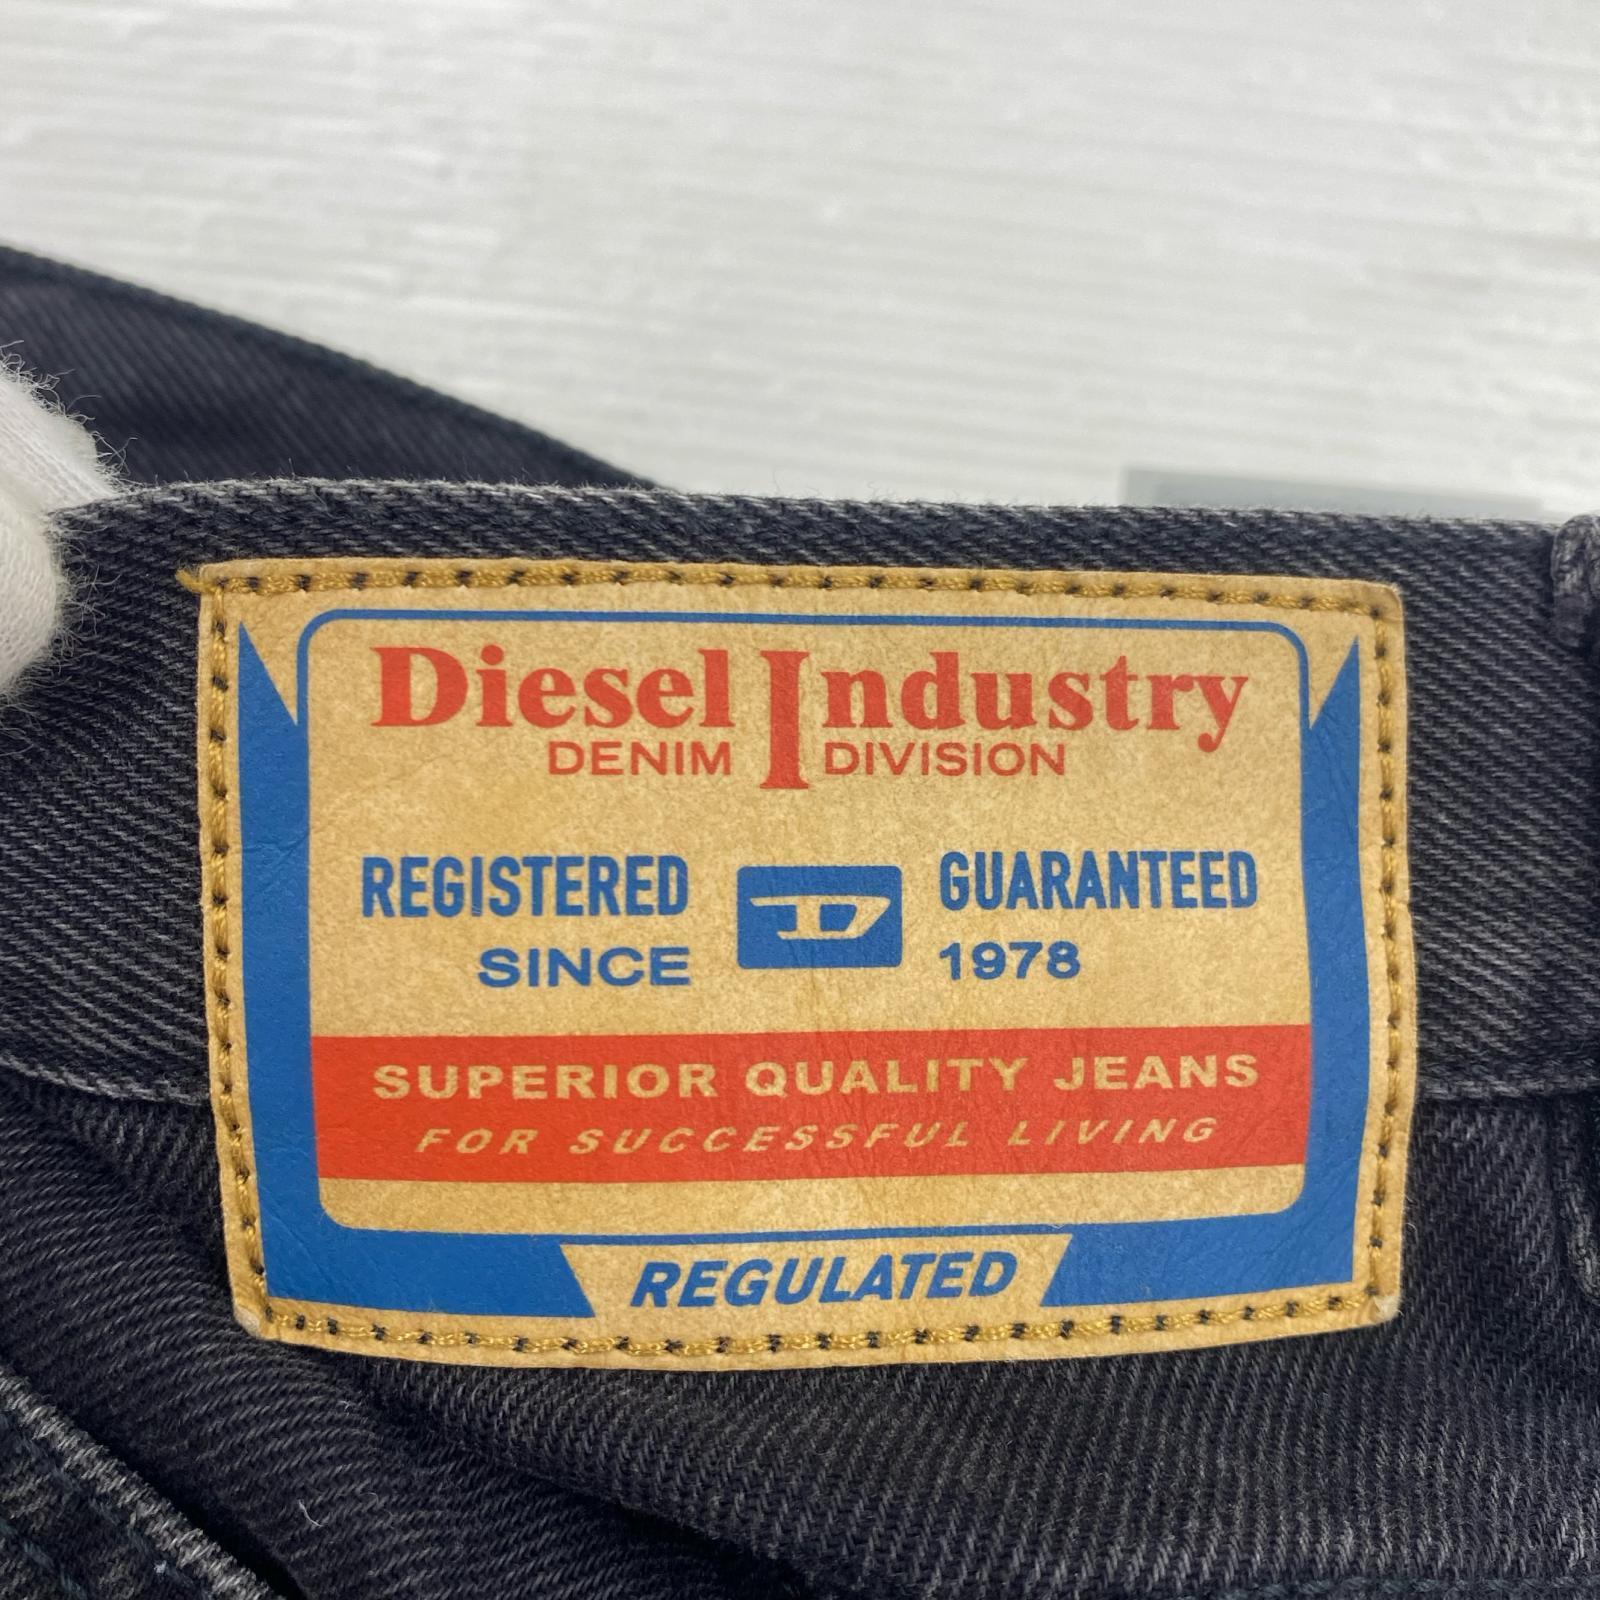 Diesel Industry
DENIM DIVISION
REGISTERED D GUARANTEED
SINCE 1978
SUPERIOR QUALITY JEANS
FOR SUCCESSFUL LIVING
REGULATED